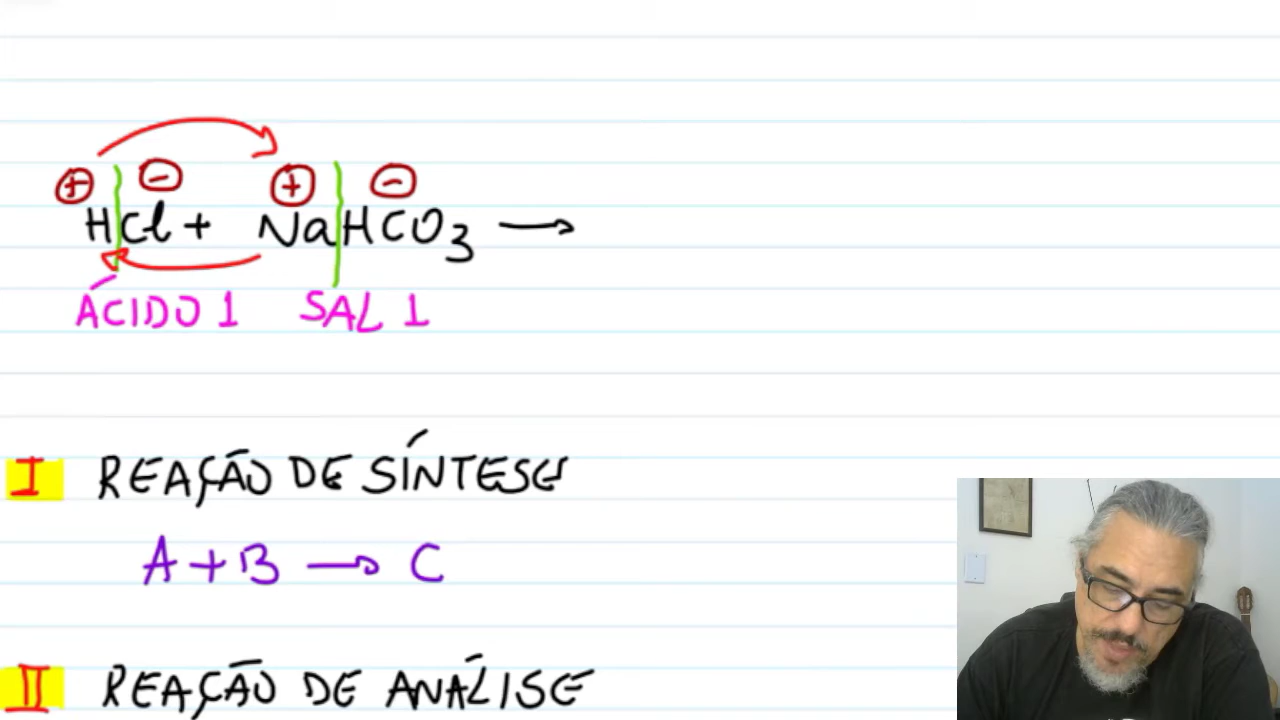 ⊕ ⊖ ⊕ ⊖
HCl + NaHCO₃ →
ÁCIDO 1 SAL 1
I REAÇÃO DE SÍNTESE
A + B → C
II REAÇÃO DE ANÁLISE